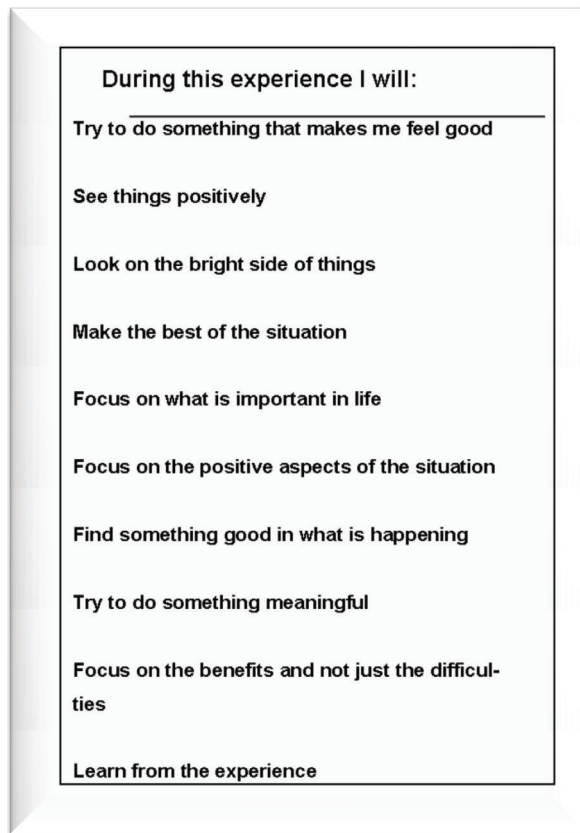 During this experience I will:
Try to do something that makes me feel good
See things positively
Look on the bright side of things
Make the best of the situation
Focus on what is important in life
Focus on the positive aspects of the situation
Find something good in what is happening
Try to do something meaningful
Focus on the benefits and not just the difficul-
ties
Learn from the experience